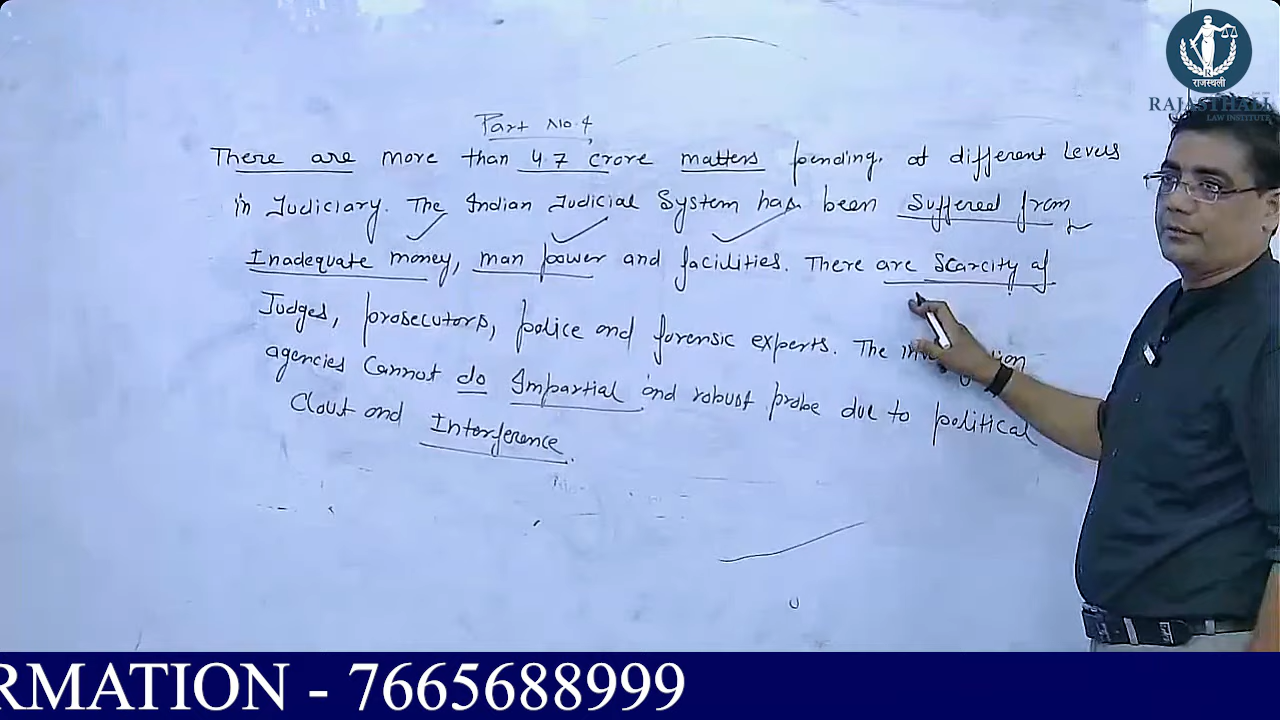 राजस्थली
RAJASTHALI
LAW INSTITUTE
Part No. 4
There are more than 4.7 crore matters pending. at different Levels
in Judiciary. The Indian Judicial System has been Suffered from
Inadequate money, man power and facilities. There are scarcity of
Judges, prosecutors, police and forensic experts. The
agencies Cannot do Impartial and robust probe due to political
Clout and Interference.
RMATION - 7665688999